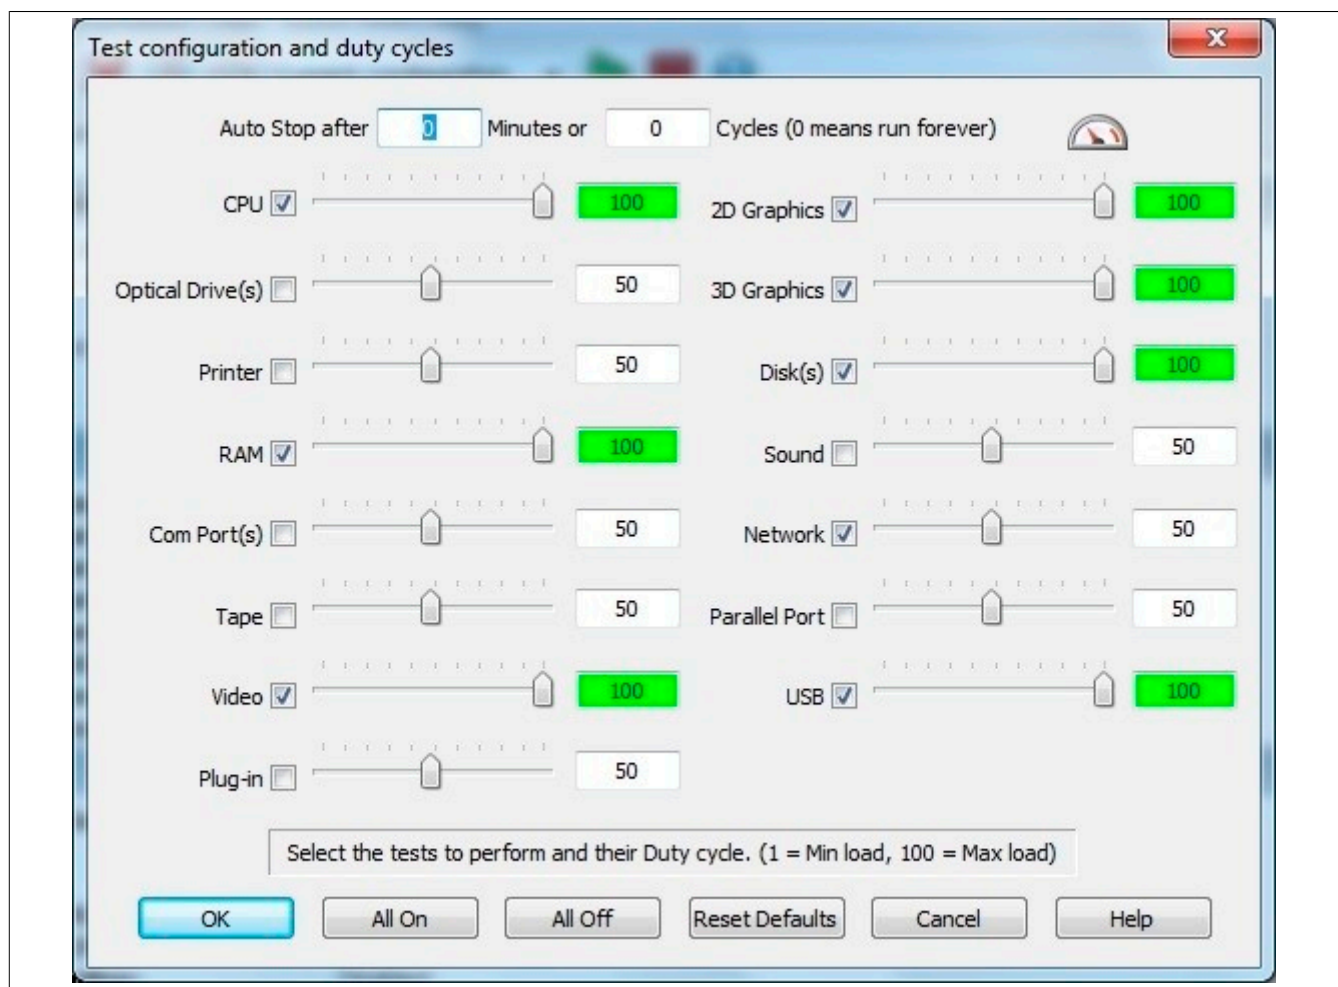 Test configuration and duty cycles
Auto Stop after 0 Minutes or 0 Cycles (0 means run forever)
CPU 100 2D Graphics 100
Optical Drive(s) 50 3D Graphics 100
Printer 50 Disk(s) 100
RAM 100 Sound 50
Com Port(s) 50 Network 50
Tape 50 Parallel Port 50
Video 100 USB 100
Plug-in 50
Select the tests to perform and their Duty cycle. (1 = Min load, 100 = Max load)
OK All On All Off Reset Defaults Cancel Help